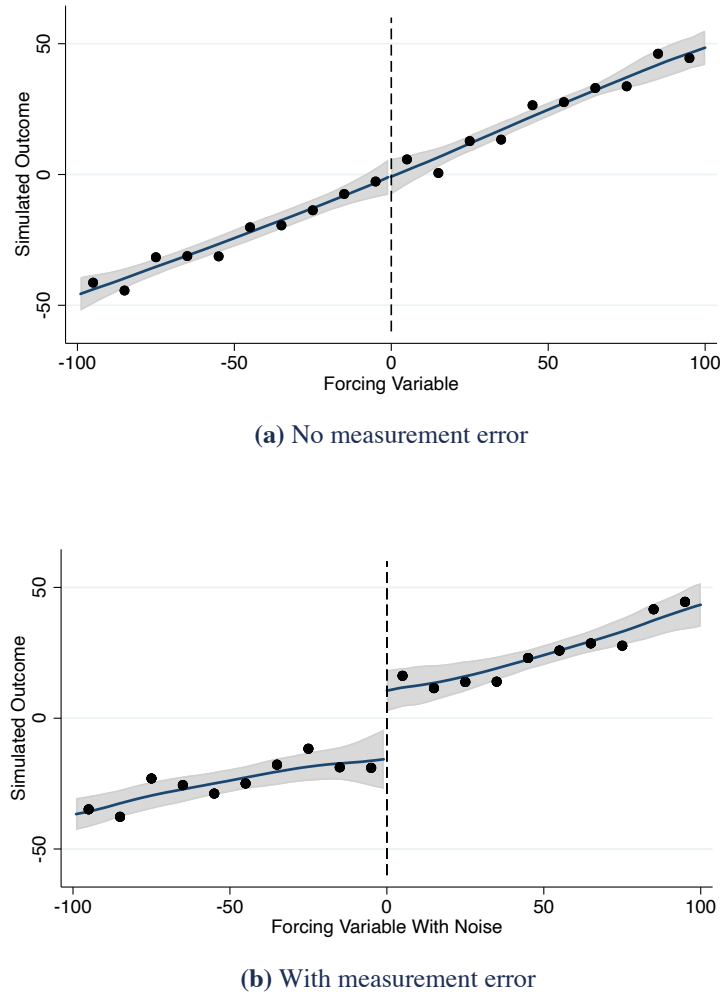 50
0
-50
Simulated Outcome
-100 -50 0 50 100
Forcing Variable
(a) No measurement error
50
0
-50
Simulated Outcome
-100 -50 0 50 100
Forcing Variable With Noise
(b) With measurement error